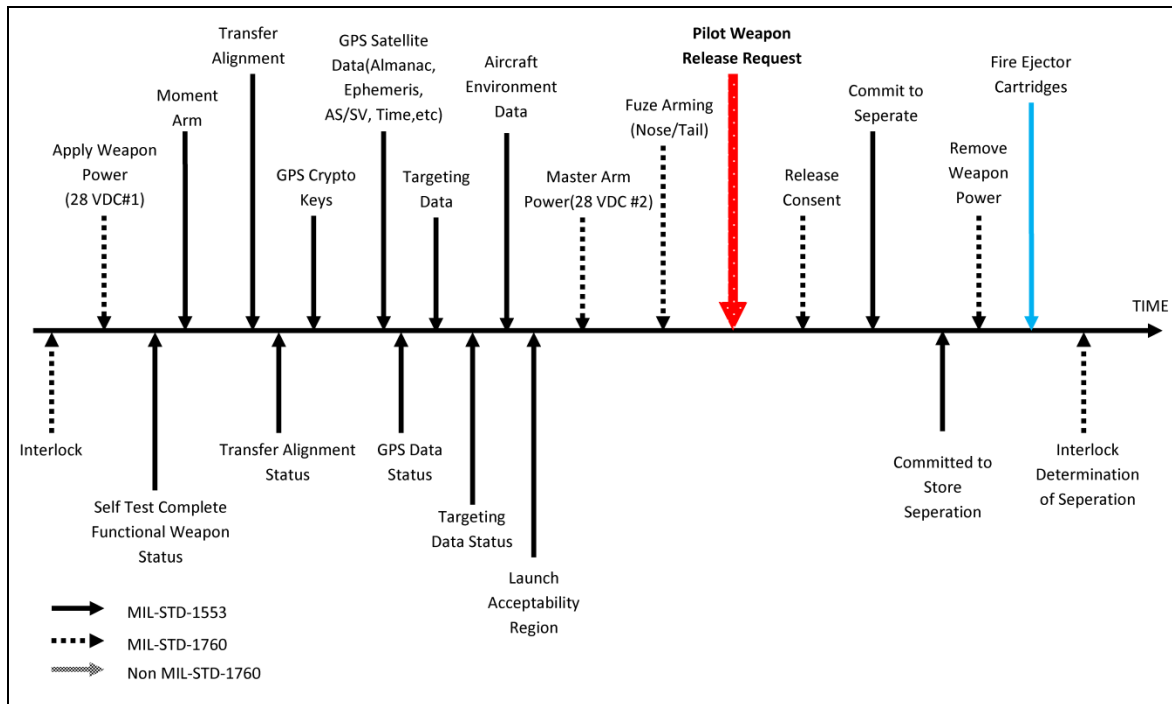 Transfer
Alignment
Moment
Arm
Apply Weapon
Power
(28 VDC#1)
GPS Satellite
Data(Almanac,
Ephemeris,
AS/SV, Time,etc)
GPS Crypto
Keys
Targeting
Data
Aircraft
Environment
Data
Master Arm
Power(28 VDC #2)
Fuze Arming
(Nose/Tail)
Pilot Weapon
Release Request
Release
Consent
Commit to
Seperate
Remove
Weapon
Power
Fire Ejector
Cartridges
TIME
Interlock
Self Test Complete
Functional Weapon
Status
Transfer Alignment
Status
GPS Data
Status
Targeting
Data Status
Launch
Acceptability
Region
Committed to
Store
Seperation
Interlock
Determination
of Seperation
MIL-STD-1553
MIL-STD-1760
Non MIL-STD-1760